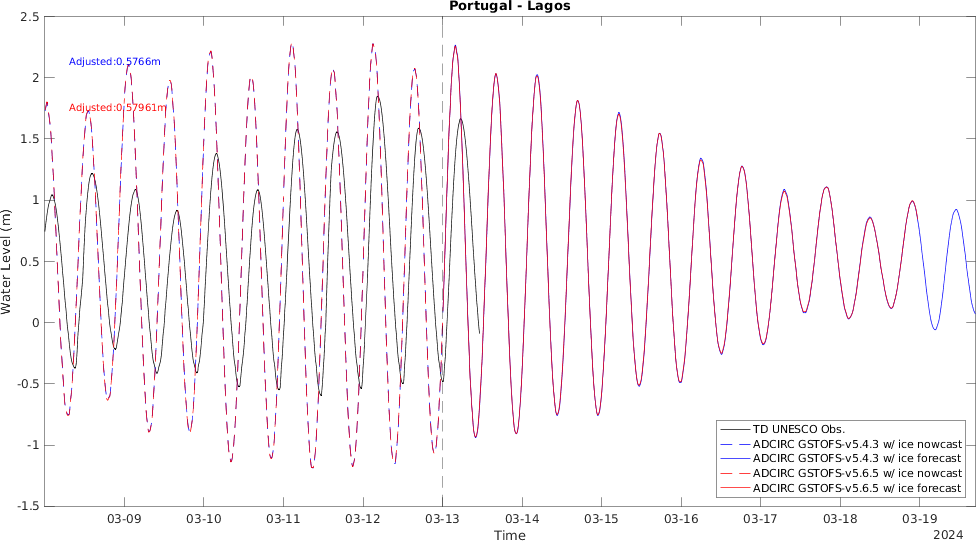 Portugal - Lagos
Adjusted:0.5766m
Adjusted:0.57961m
Water Level (m)
2.5
2
1.5
1
0.5
0
-0.5
-1
-1.5
TD UNESCO Obs.
ADCIRC GSTOFS-v5.4.3 w/ ice nowcast
ADCIRC GSTOFS-v5.4.3 w/ ice forecast
ADCIRC GSTOFS-v5.6.5 w/ ice nowcast
ADCIRC GSTOFS-v5.6.5 w/ ice forecast
03-09 03-10 03-11 03-12 03-13 03-14 03-15 03-16 03-17 03-18 03-19
Time
2024